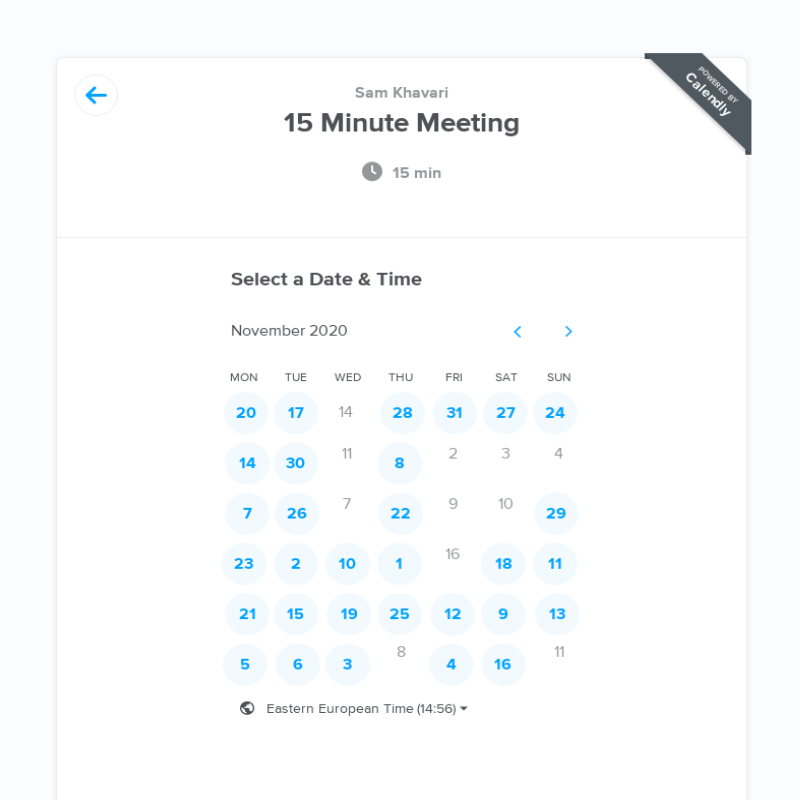 POWERED BY
Calendly
Sam Khavari
15 Minute Meeting
15 min
Select a Date & Time
November 2020
MON TUE WED THU FRI SAT SUN
20 17 14 28 31 27 24
14 30 11 8 2 3 4
7 26 7 22 9 10 29
23 2 10 1 16 18 11
21 15 19 25 12 9 13
5 6 3 8 4 16 11
Eastern European Time (14:56)